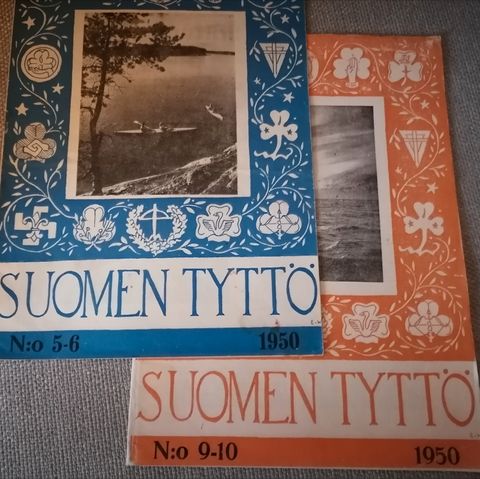 SUOMEN TYTTÖ
N:o 5-6 1950
SUOMEN TYTTÖ
N:o 9-10 1950